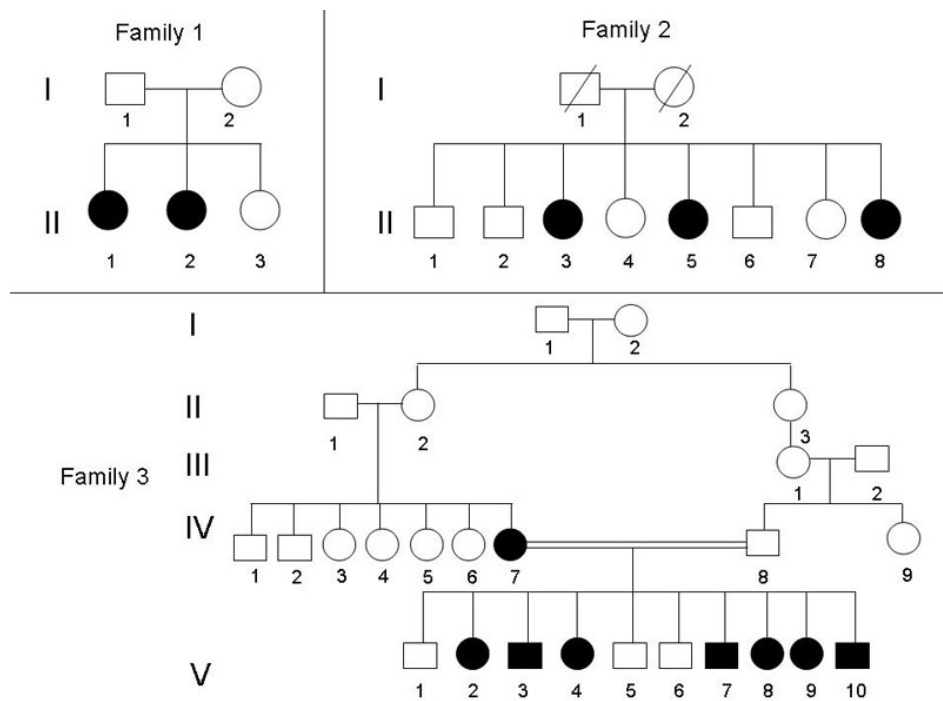 Family 1
I
1 2
II
1 2 3
Family 2
I
1 2
II
1 2 3 4 5 6 7 8
Family 3
I
1 2
II
1 2 3
III
1 2
IV
1 2 3 4 5 6 7 8 9
V
1 2 3 4 5 6 7 8 9 10